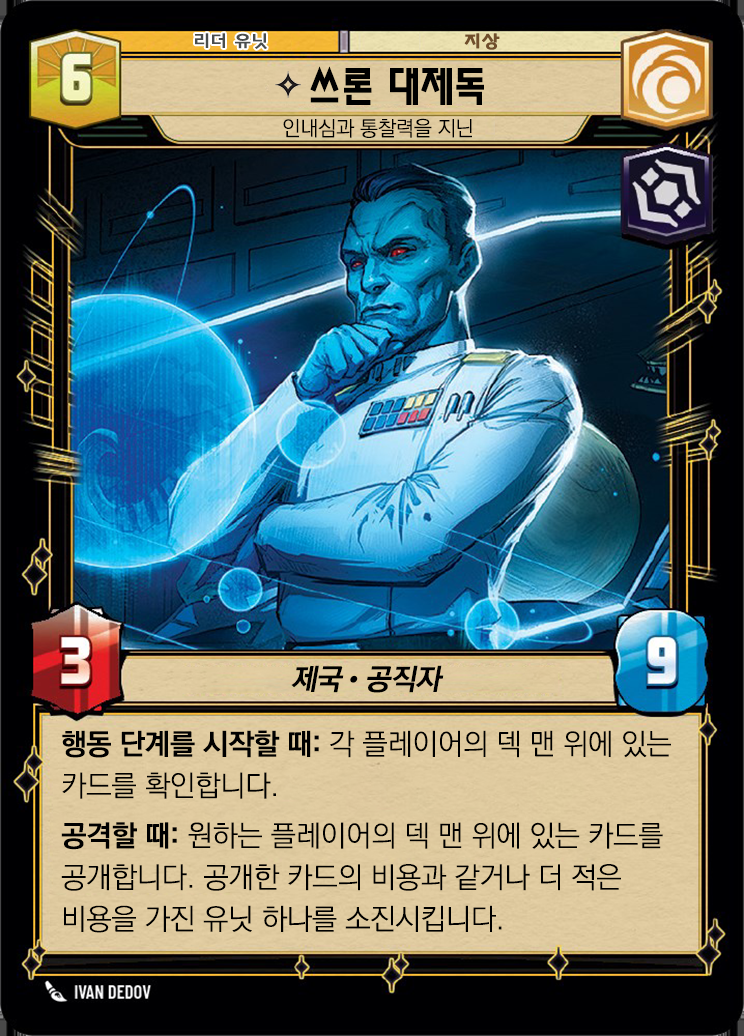 리더 유닛
지상
6
쓰론 대제독
인내심과 통찰력을 지닌
3
제국 • 공직자
9
행동 단계를 시작할 때: 각 플레이어의 덱 맨 위에 있는
카드를 확인합니다.
공격할 때: 원하는 플레이어의 덱 맨 위에 있는 카드를
공개합니다. 공개한 카드의 비용과 같거나 더 적은
비용을 가진 유닛 하나를 소진시킵니다.
IVAN DEDOV